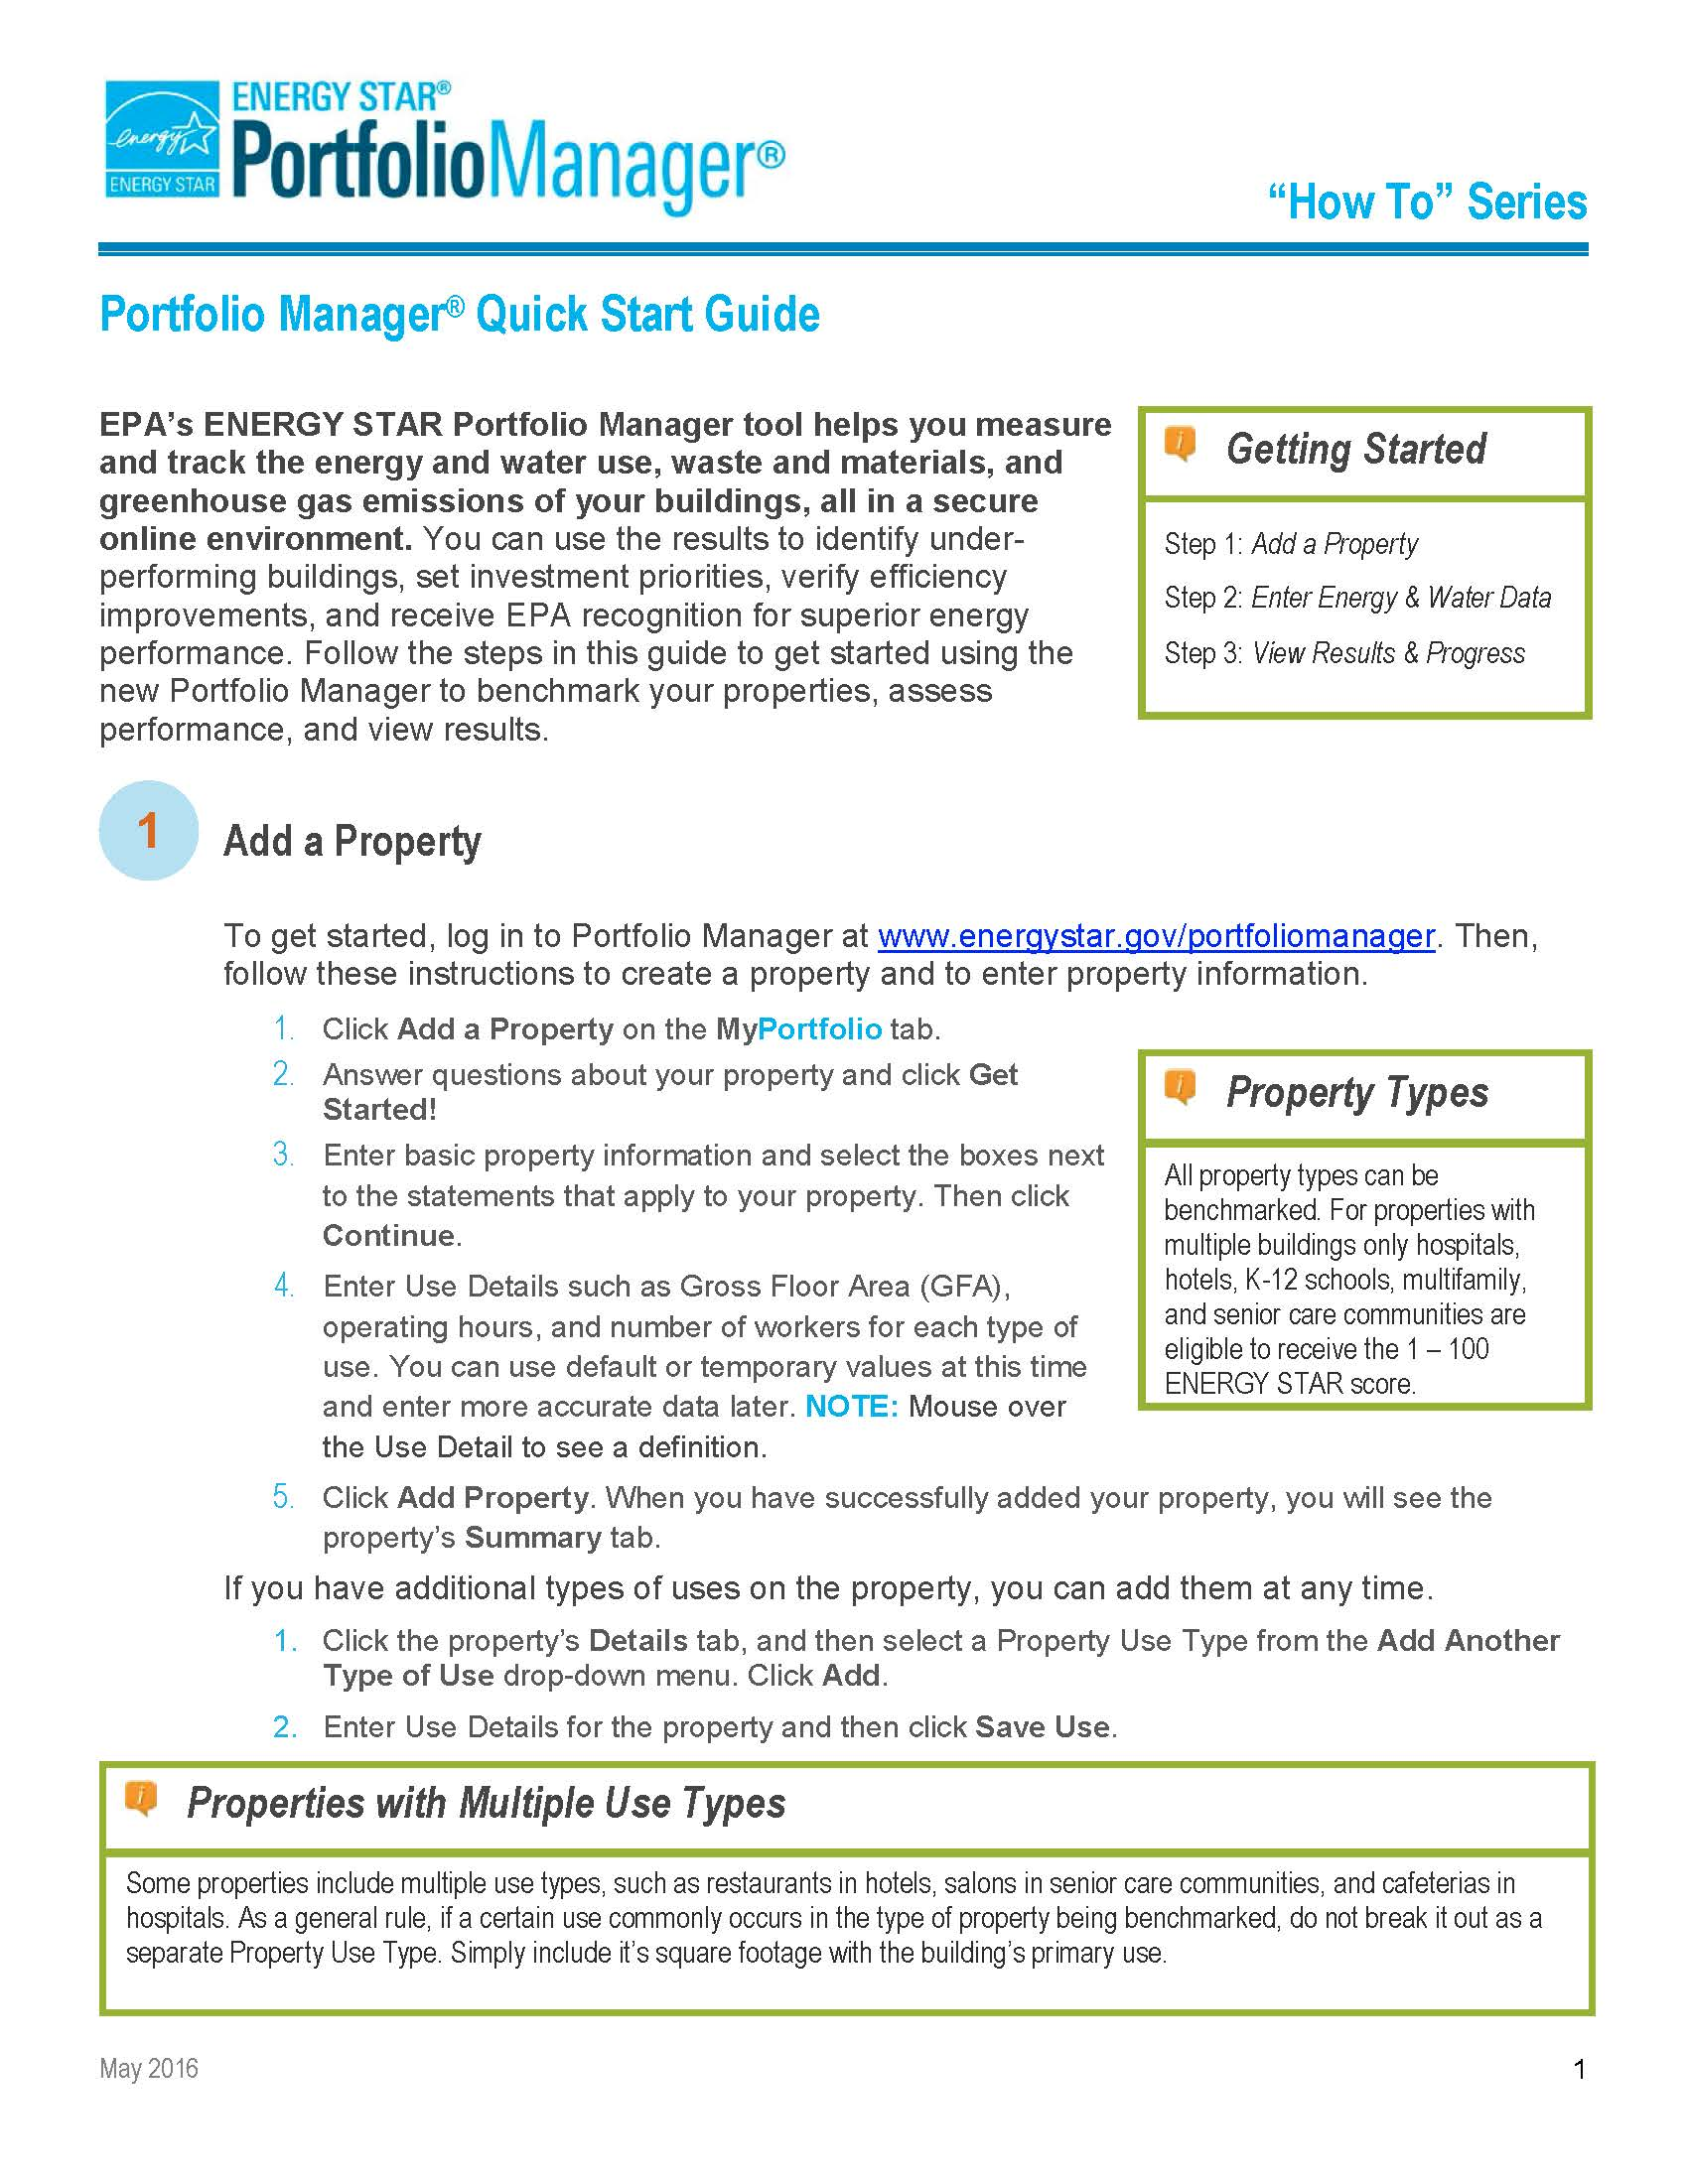 energy
ENERGY STAR
ENERGY STAR®
PortfolioManager®
“How To” Series
Portfolio Manager® Quick Start Guide
EPA’s ENERGY STAR Portfolio Manager tool helps you measure
and track the energy and water use, waste and materials, and
greenhouse gas emissions of your buildings, all in a secure
online environment. You can use the results to identify under-
performing buildings, set investment priorities, verify efficiency
improvements, and receive EPA recognition for superior energy
performance. Follow the steps in this guide to get started using the
new Portfolio Manager to benchmark your properties, assess
performance, and view results.
i Getting Started
Step 1: Add a Property
Step 2: Enter Energy & Water Data
Step 3: View Results & Progress
1 Add a Property
To get started, log in to Portfolio Manager at www.energystar.gov/portfoliomanager. Then,
follow these instructions to create a property and to enter property information.
1. Click Add a Property on the MyPortfolio tab.
2. Answer questions about your property and click Get
Started!
3. Enter basic property information and select the boxes next
to the statements that apply to your property. Then click
Continue.
4. Enter Use Details such as Gross Floor Area (GFA),
operating hours, and number of workers for each type of
use. You can use default or temporary values at this time
and enter more accurate data later. NOTE: Mouse over
the Use Detail to see a definition.
i Property Types
All property types can be
benchmarked. For properties with
multiple buildings only hospitals,
hotels, K-12 schools, multifamily,
and senior care communities are
eligible to receive the 1 – 100
ENERGY STAR score.
5. Click Add Property. When you have successfully added your property, you will see the
property’s Summary tab.
If you have additional types of uses on the property, you can add them at any time.
1. Click the property’s Details tab, and then select a Property Use Type from the Add Another
Type of Use drop-down menu. Click Add.
2. Enter Use Details for the property and then click Save Use.
i Properties with Multiple Use Types
Some properties include multiple use types, such as restaurants in hotels, salons in senior care communities, and cafeterias in
hospitals. As a general rule, if a certain use commonly occurs in the type of property being benchmarked, do not break it out as a
separate Property Use Type. Simply include it’s square footage with the building’s primary use.
May 2016
1